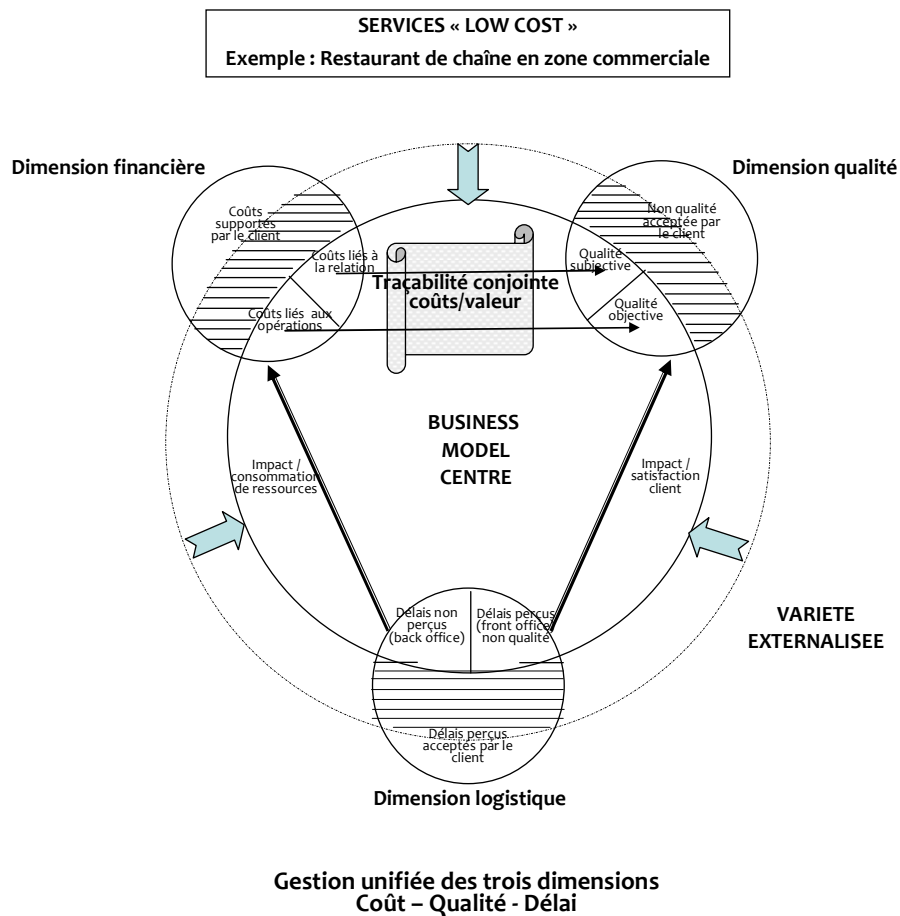 SERVICES « LOW COST »
Exemple : Restaurant de chaîne en zone commerciale
Dimension financière
Dimension qualité
Coûts
supportés
par le client
Non qualité
acceptée par
le client
Coûts liés à
la relation
Qualité
subjective
Traçabilité conjointe
coûts/valeur
Coûts liés aux
opérations
Qualité
objective
BUSINESS
MODEL
CENTRE
Impact /
consommation
de ressources
Impact /
satisfaction
client
Délais non
perçus
(back office)
Délais perçus
(front office)
non qualité
VARIETE
EXTERNALISEE
Délais perçus
acceptés par le
client
Dimension logistique
Gestion unifiée des trois dimensions
Coût – Qualité - Délai